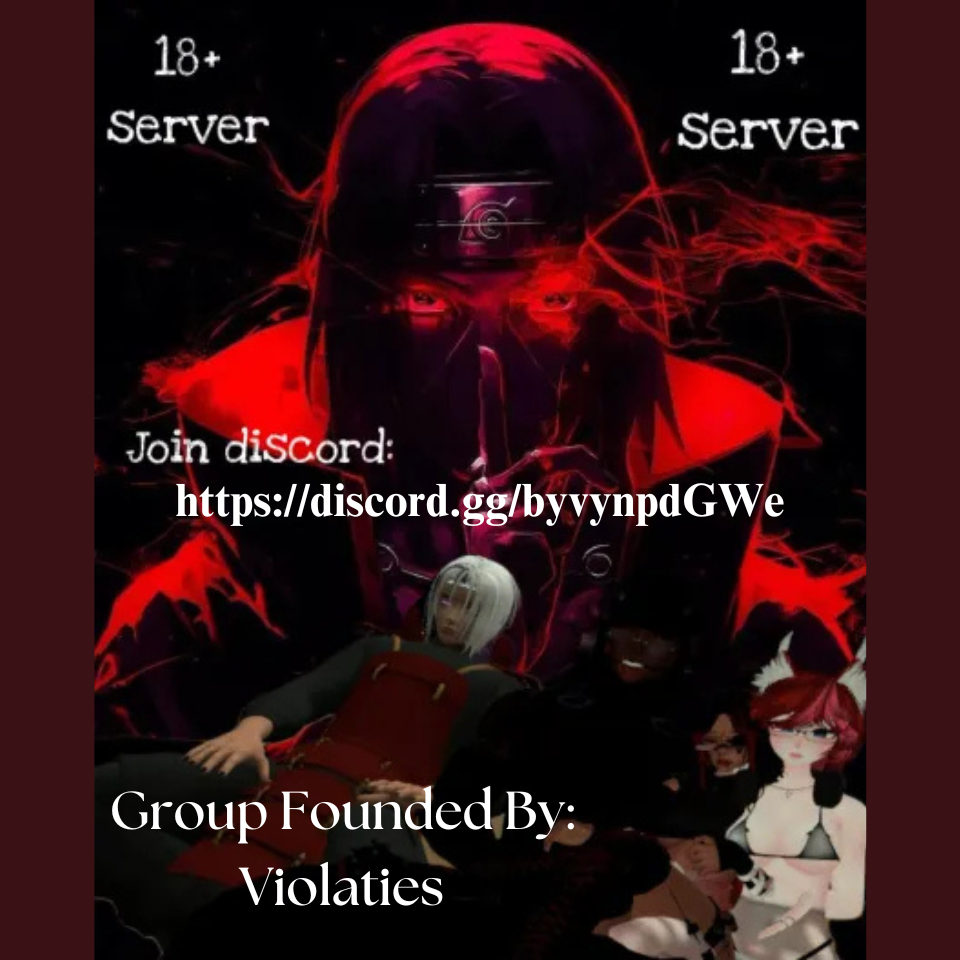 18+
server
18+
server
Join discord:
https://discord.gg/byvynpdGWe
Group Founded By:
Violaties